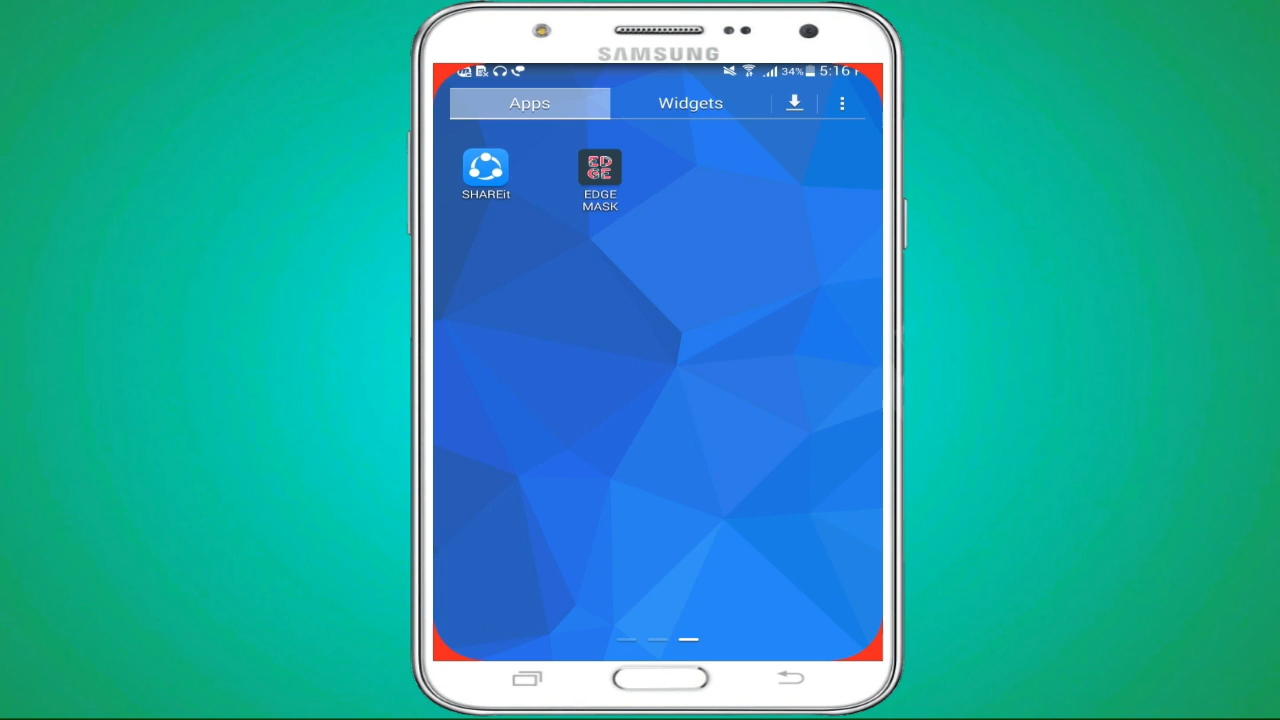 SAMSUNG
34% 5:16
Apps Widgets
SHAREit
EDGE
MASK
ED
GE